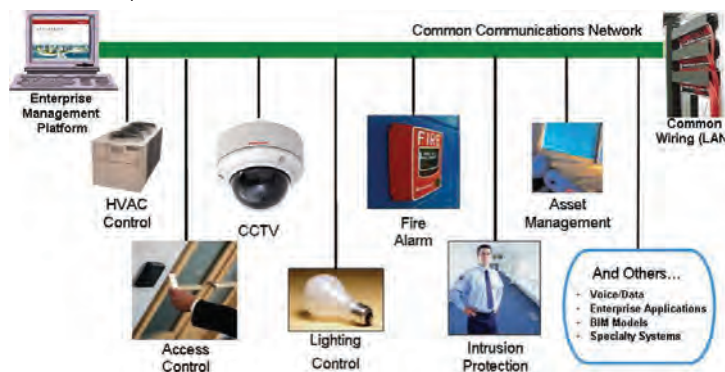 Common Communications Network
Enterprise
Management
Platform
Common
Wiring (LAN
HVAC
Control
CCTV
FIRE
Fire
Alarm
Asset
Management
Access
Control
Lighting
Control
Intrusion
Protection
And Others...
- Voice/Data
- Enterprise Applications
- BIM Models
- Specialty Systems